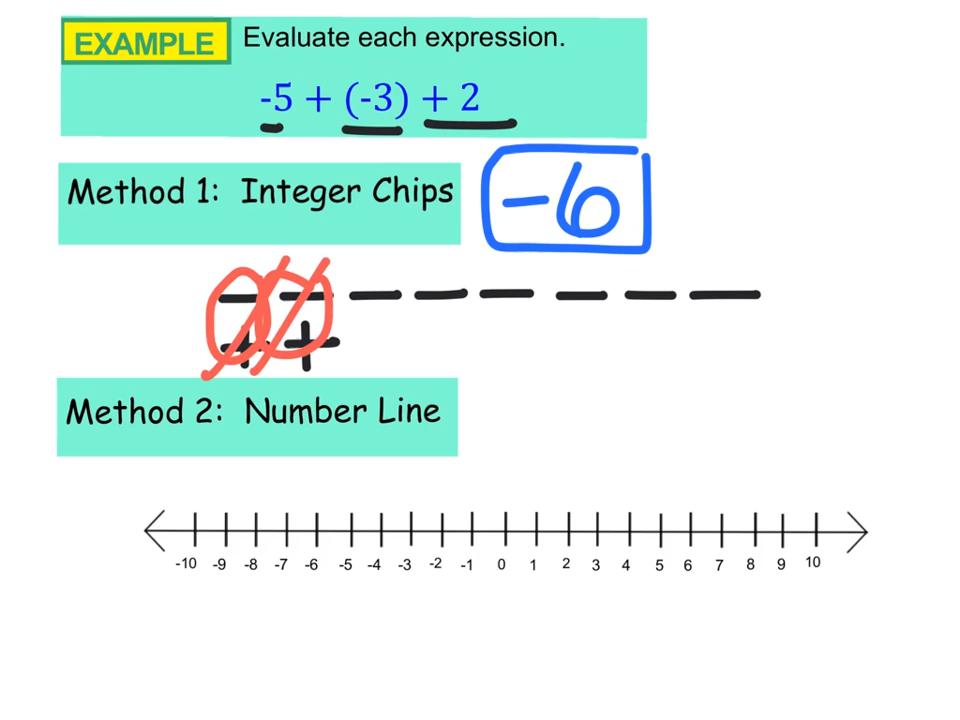 EXAMPLE Evaluate each expression.
-5 + (-3) + 2
Method 1: Integer Chips
-6
- - - - - - - -
+ +
Method 2: Number Line
-10 -9 -8 -7 -6 -5 -4 -3 -2 -1 0 1 2 3 4 5 6 7 8 9 10